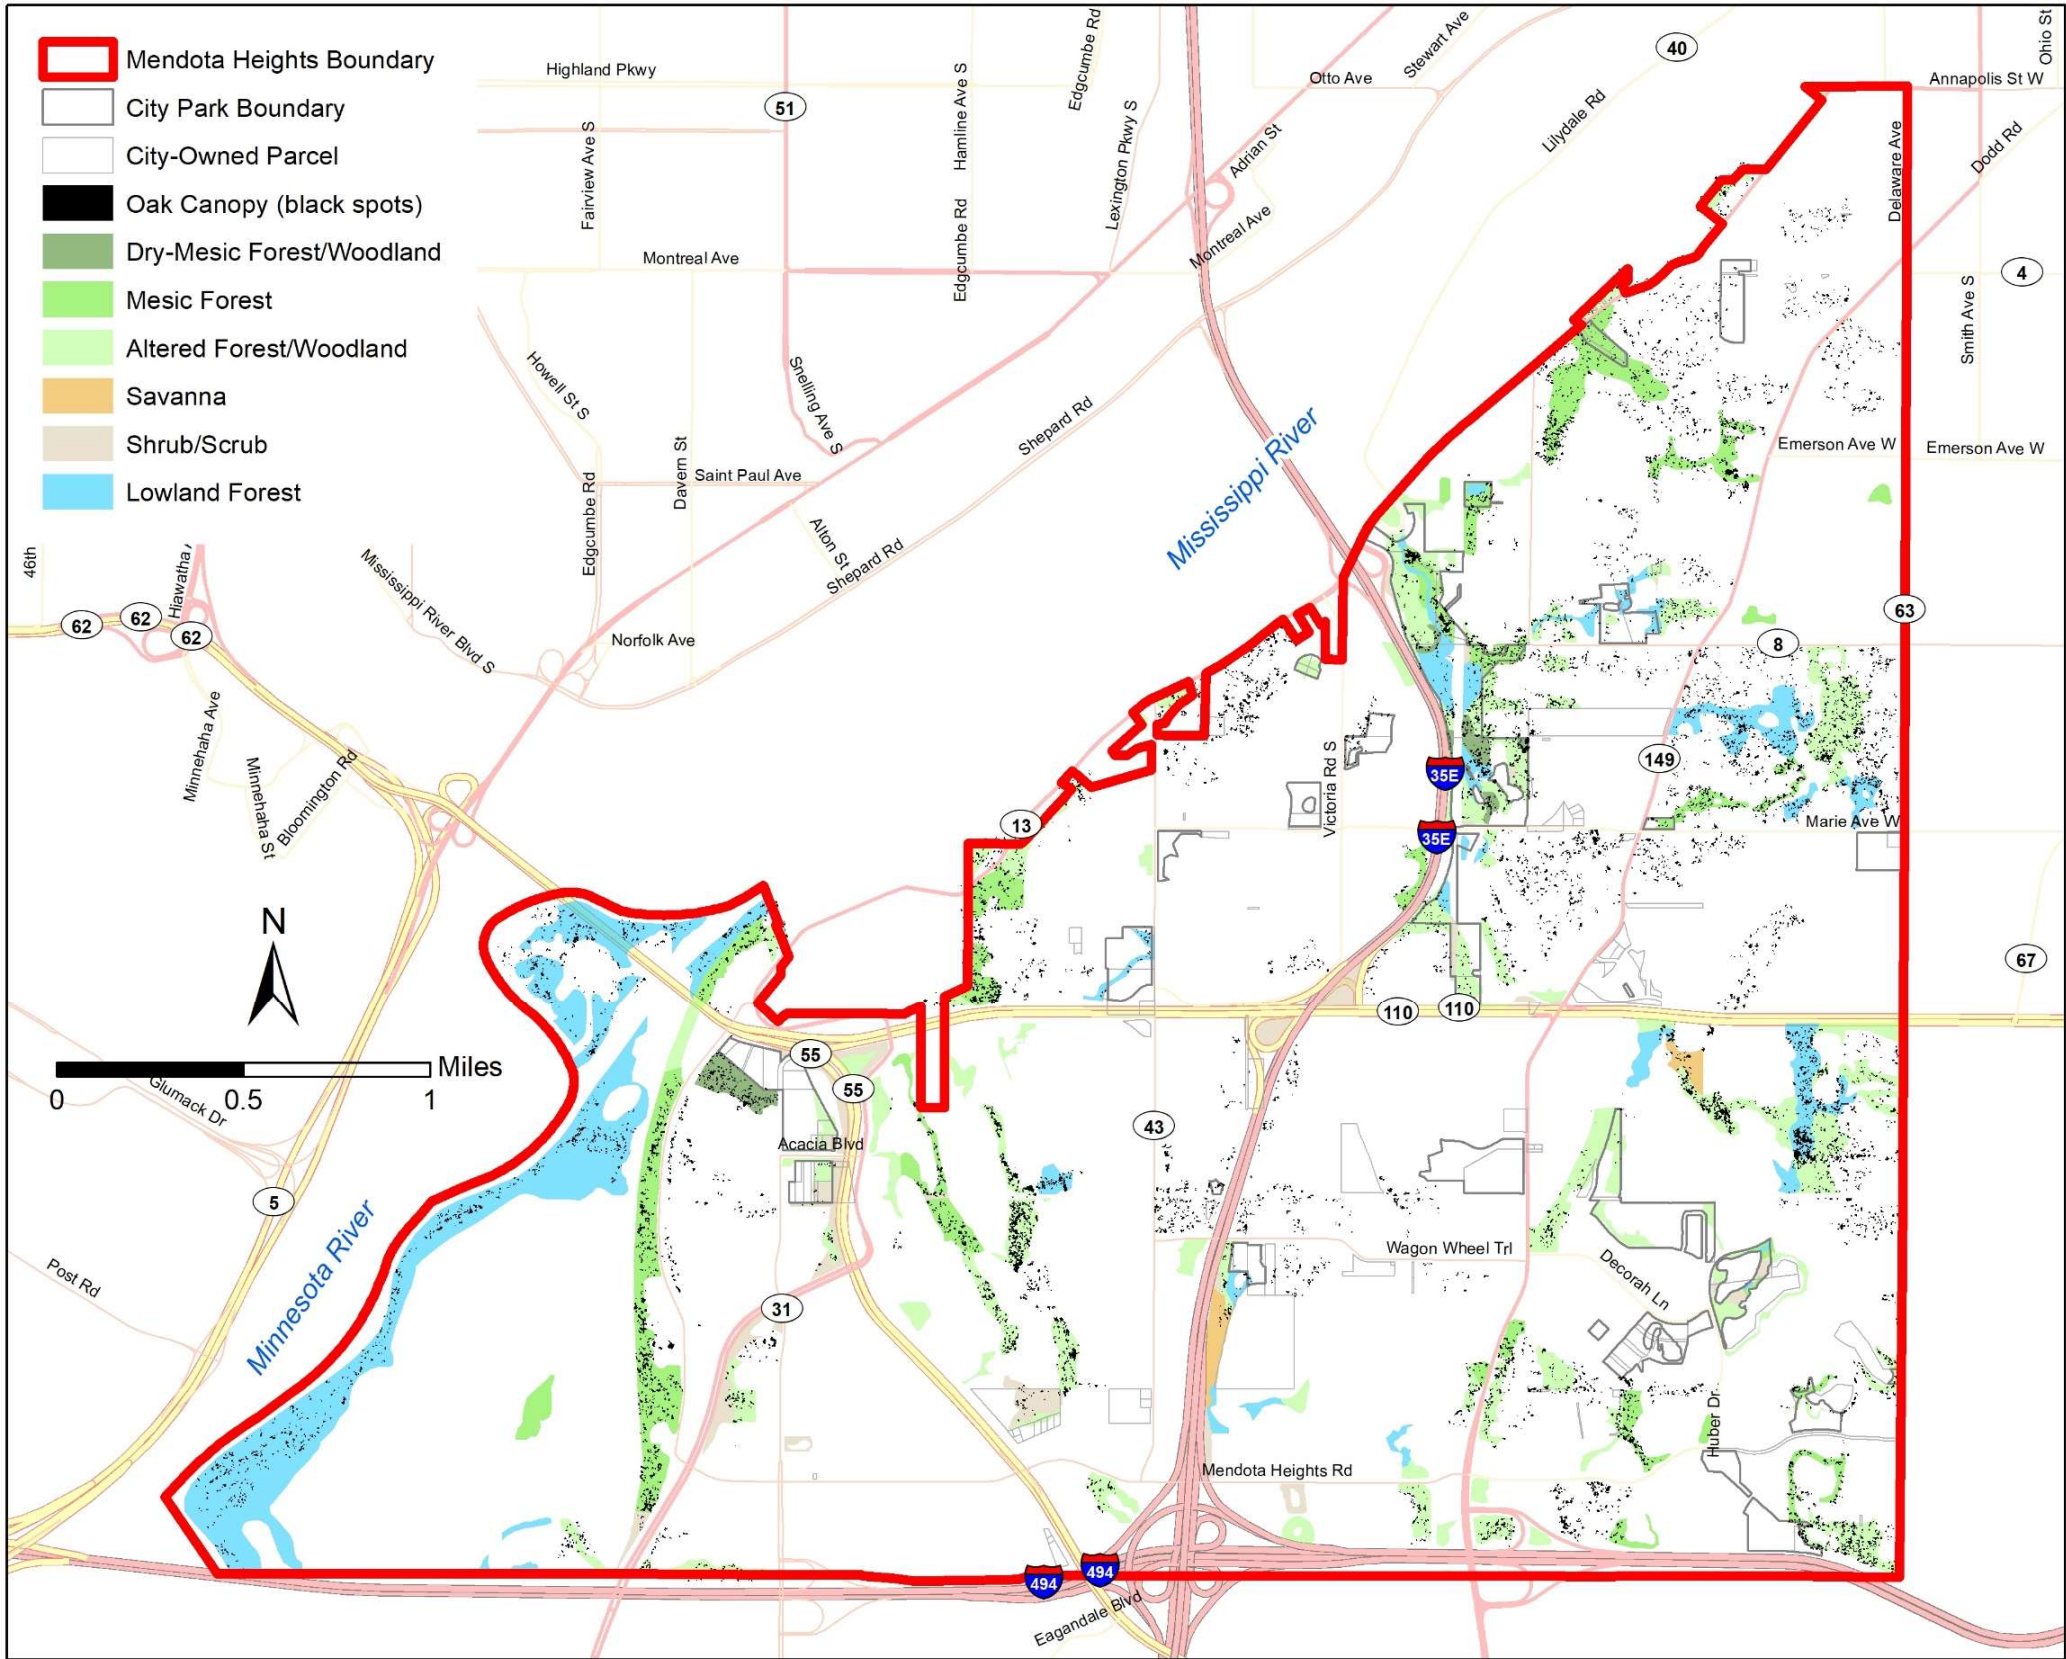 Mendota Heights Boundary
City Park Boundary
City-Owned Parcel
Oak Canopy (black spots)
Dry-Mesic Forest/Woodland
Mesic Forest
Altered Forest/Woodland
Savanna
Shrub/Scrub
Lowland Forest
Highland Pkwy
51
Fairview Ave S
Hamline Ave S
Edgcumbe Rd
Edgcumbe Rd
Lexington Pkwy S
Adrian St
Otto Ave
Stewart Ave
40
Lilydale Rd
Ohio St
Annapolis St W
Delaware Ave
Dodd Rd
Montreal Ave
Montreal Ave
4
Smith Ave S
Howell St S
Snelling Ave S
Shepard Rd
Davern St
Saint Paul Ave
Edgcumbe Rd
Alton St
Shepard Rd
Mississippi River
Emerson Ave W
Emerson Ave W
46th
Hiawatha
62
62
62
Mississippi River Blvd S
Norfolk Ave
63
8
Minnehaha Ave
Minnehaha St
Bloomington Rd
Victoria Rd S
35E
35E
149
13
Marie Ave W
N
67
110
110
0
0.5
1
Miles
Glumack Dr
55
55
43
Acacia Blvd
5
Minnesota River
Post Rd
Wagon Wheel Trl
Decorah Ln
31
Huber Dr
Mendota Heights Rd
494
494
Eagandale Blvd